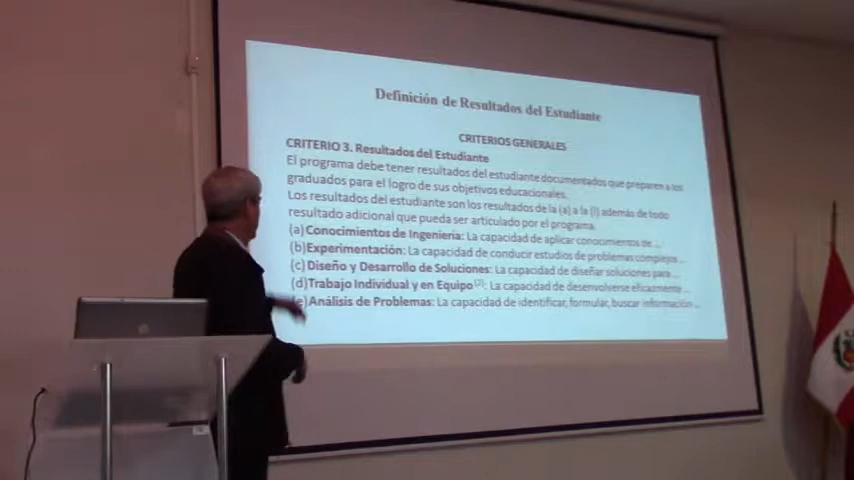 Definición de Resultados del Estudiante
CRITERIOS GENERALES
CRITERIO 3. Resultados del Estudiante
El programa debe tener resultados del estudiante documentados que preparen a los
graduados para el logro de sus objetivos educacionales.
Los resultados del estudiante son los resultados de la (a) a la (l) además de todo
resultado adicional que pueda ser articulado por el programa.
(a) Conocimientos de Ingeniería: La capacidad de aplicar conocimientos de ...
(b) Experimentación: La capacidad de conducir estudios de problemas complejos ...
(c) Diseño y Desarrollo de Soluciones: La capacidad de diseñar soluciones para ...
(d) Trabajo Individual y en Equipo [2]: La capacidad de desenvolverse eficazmente ...
(e) Análisis de Problemas: La capacidad de identificar, formular, buscar información ...